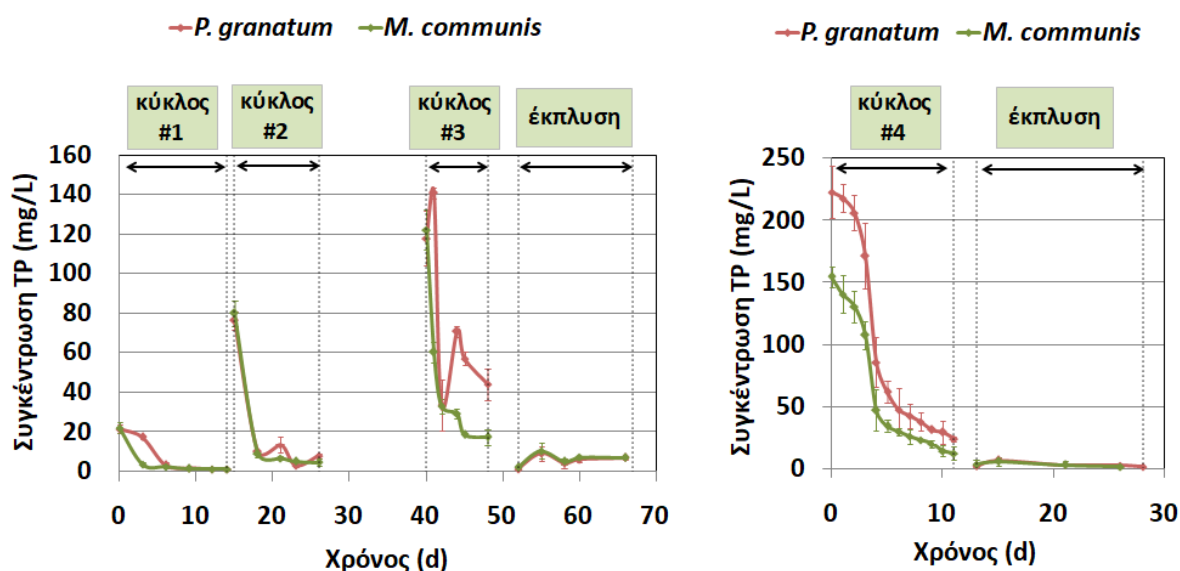 P. granatum M. communis
κύκλος #1
κύκλος #2
κύκλος #3
έκπλυση
Συγκέντρωση TP (mg/L)
160
140
120
100
80
60
40
20
0
0 10 20 30 40 50 60 70
Χρόνος (d)
P. granatum M. communis
κύκλος #4
έκπλυση
Συγκέντρωση TP (mg/L)
250
200
150
100
50
0
0 10 20 30
Χρόνος (d)